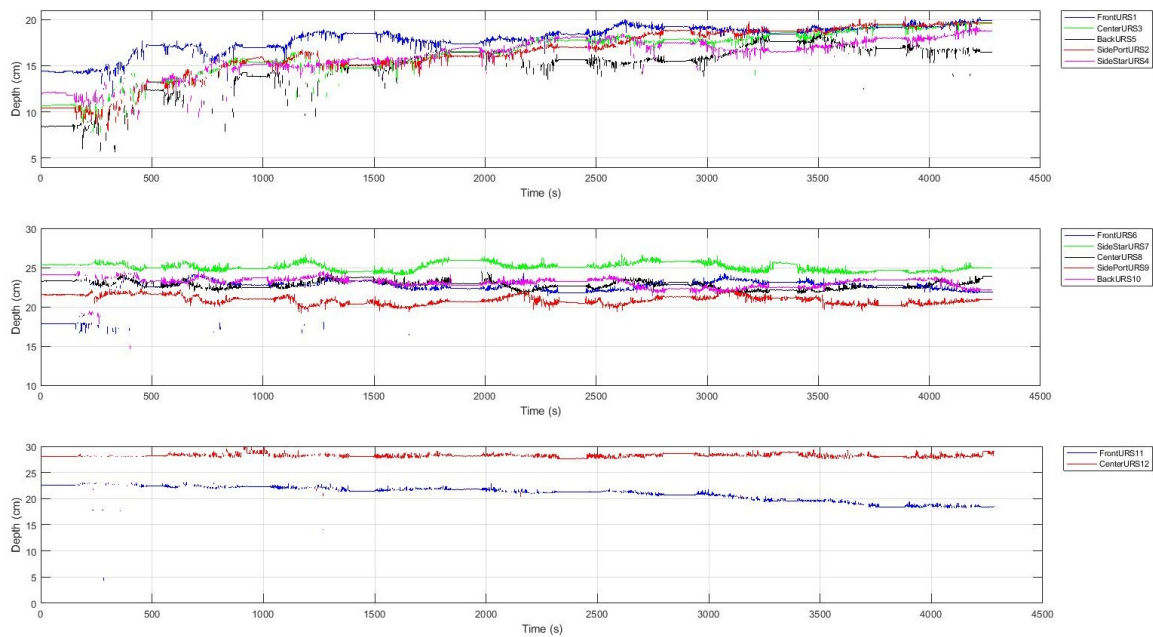 20
15
10
5
Depth (cm)
0 500 1000 1500 2000 2500 3000 3500 4000 4500
Time (s)
FrontURS1
CenterURS3
BackURS5
SidePortURS2
SideStarURS4
30
25
20
15
10
Depth (cm)
0 500 1000 1500 2000 2500 3000 3500 4000 4500
Time (s)
FrontURS6
SideStarURS7
CenterURS8
SidePortURS9
BackURS10
30
25
20
15
10
5
0
Depth (cm)
0 500 1000 1500 2000 2500 3000 3500 4000 4500
Time (s)
FrontURS11
CenterURS12